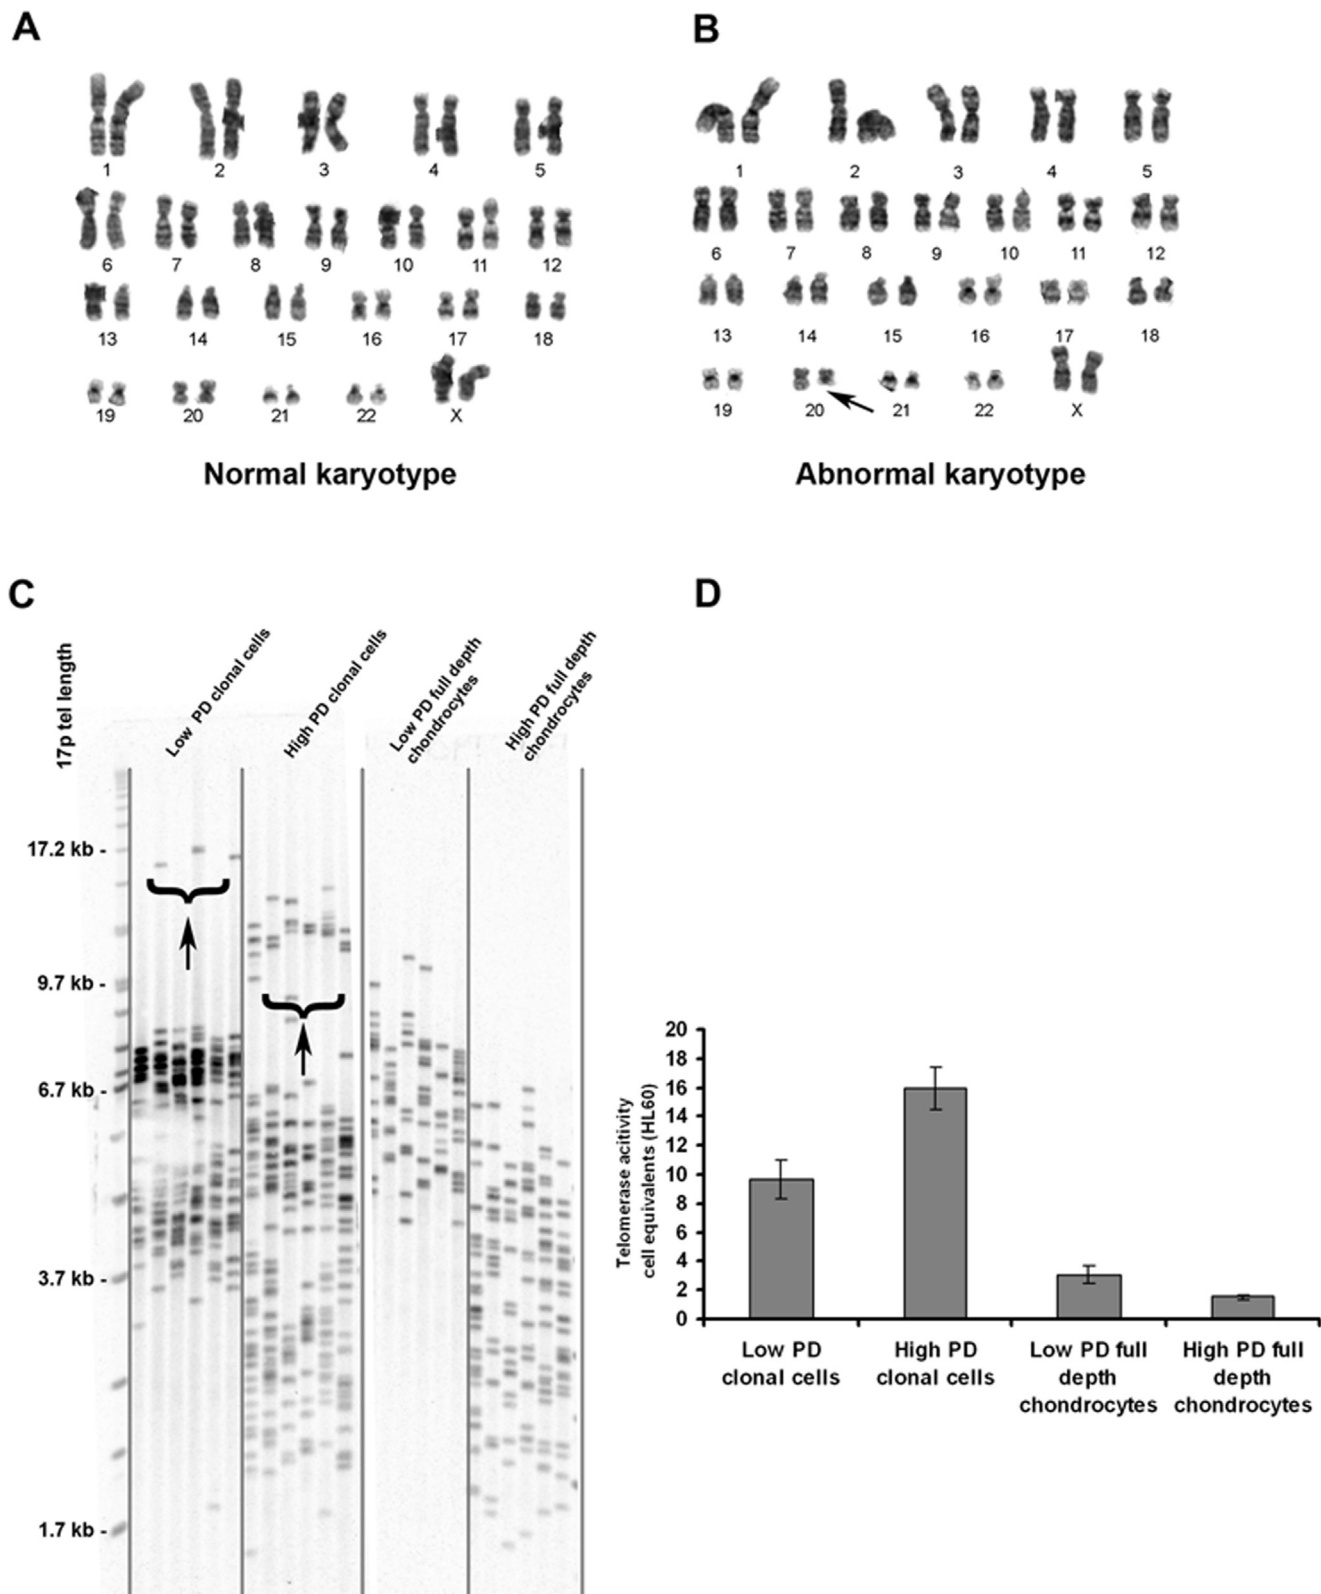 A
B
1 2 3 4 5
1 2 3 4 5
6 7 8 9 10 11 12
6 7 8 9 10 11 12
13 14 15 16 17 18
13 14 15 16 17 18
19 20 21 22 X
19 20 21 22 X
Normal karyotype
Abnormal karyotype
C
17p tel length
Low PD clonal cells
High PD clonal cells
Low PD full depth
chondrocytes
High PD full depth
chondrocytes
17.2 kb -
9.7 kb -
6.7 kb -
3.7 kb -
1.7 kb -
D
Telomerase acitivity
cell equivalents (HL60)
20
18
16
14
12
10
8
6
4
2
0
Low PD
clonal cells
High PD
clonal cells
Low PD full
depth
chondrocytes
High PD full
depth
chondrocytes